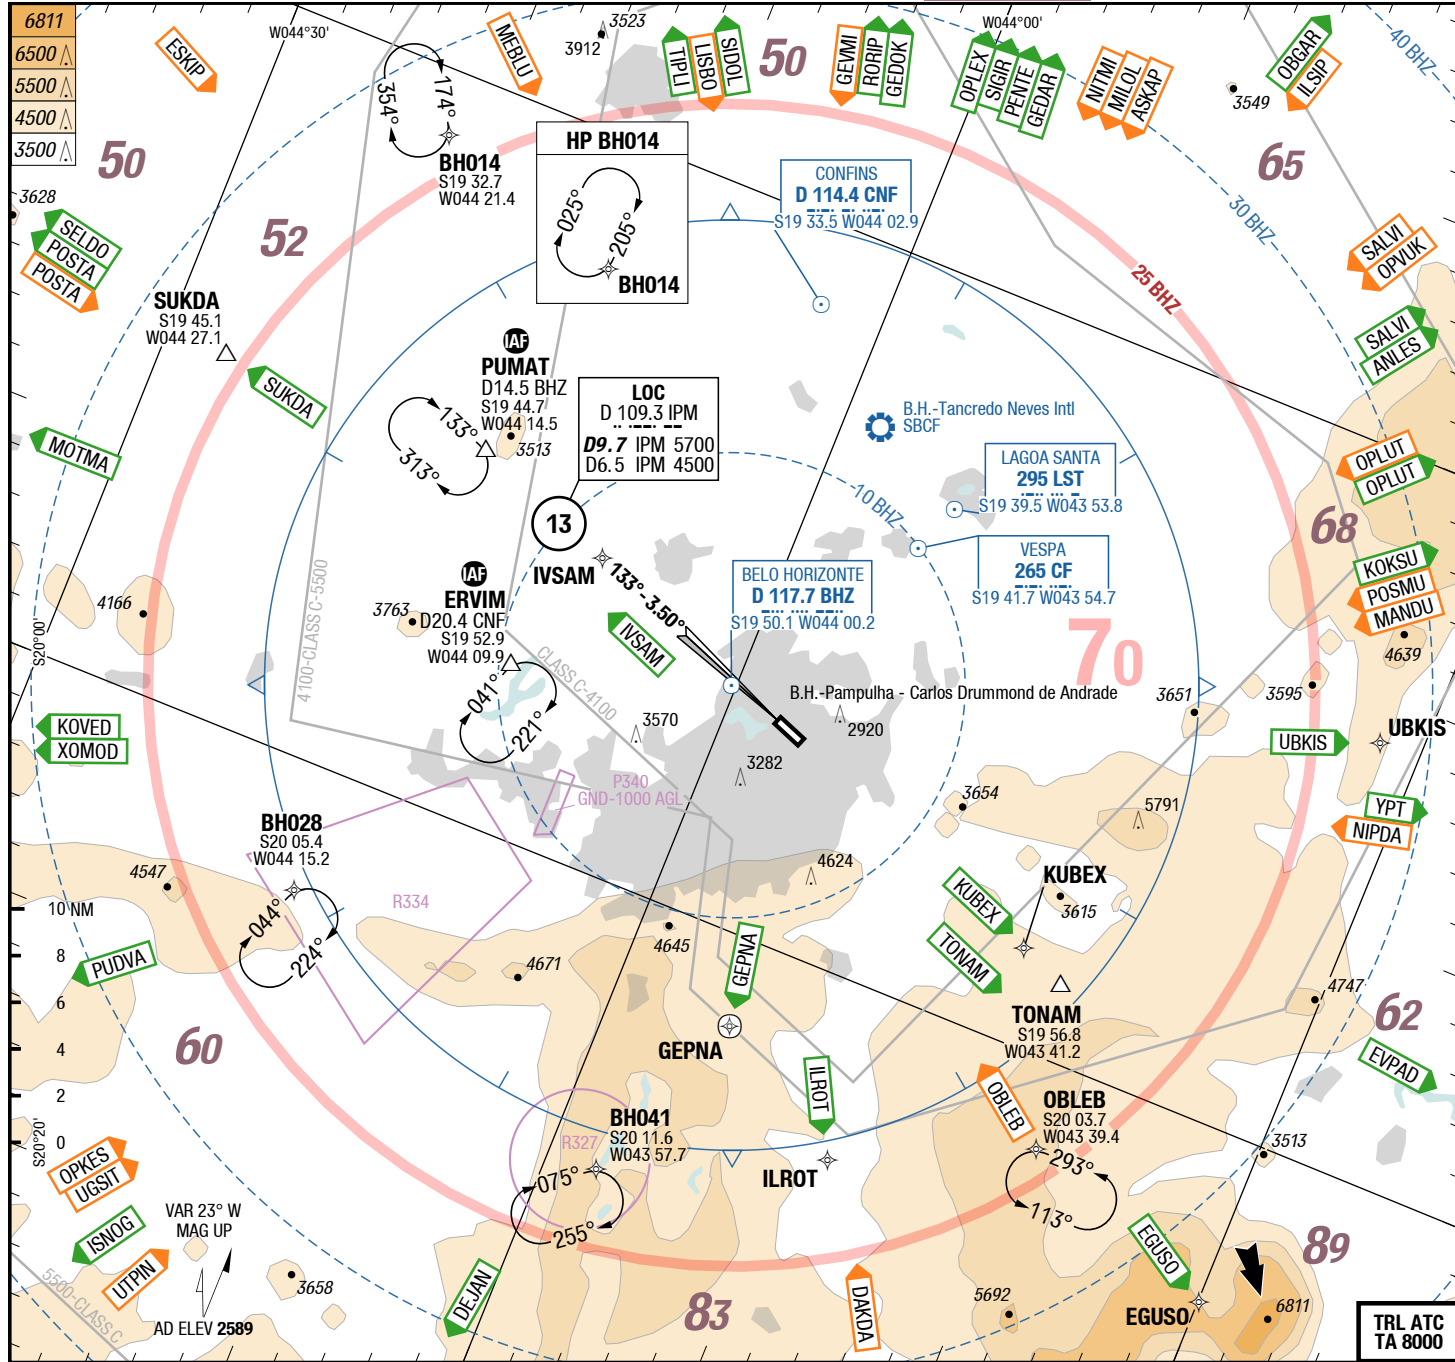 6811
6500
5500
4500
3500
W044°30'
W044°00'
S20°00'
S20°20'
ESKIP
MEBLU
3523
3912
TIPLI
LISBO
SIDOL
50
GEVMI
RORIP
GEDOK
OPLEX
SIGIR
PENTE
GEDAR
NITMI
MILOL
ASKAP
OBGAR
ILSIP
40 BHZ
3549
50
354°
174°
BH014
S19 32.7
W044 21.4
HP BH014
025°
205°
BH014
CONFINS
D 114.4 CNF
S19 33.5 W044 02.9
65
30 BHZ
25 BHZ
3628
SELDO
POSTA
POSTA
52
SALVI
OPVUK
SUKDA
S19 45.1
W044 27.1
SUKDA
MOTMA
IAF
PUMAT
D14.5 BHZ
S19 44.7
W044 14.5
133°
313°
3513
LOC
D 109.3 IPM
D9.7 IPM 5700
D6.5 IPM 4500
SALVI
ANLES
B.H.-Tancredo Neves Intl
SBCF
LAGOA SANTA
295 LST
S19 39.5 W043 53.8
OPLUT
OPLUT
10 BHZ
13
68
VESPA
265 CF
S19 41.7 W043 54.7
IVSAM
133°-3.50°
IVSAM
BELO HORIZONTE
D 117.7 BHZ
S19 50.1 W044 00.2
KOKSU
POSMU
MANDU
4639
4166
4100-CLASS C-5500
3763
IAF
ERVIM
D20.4 CNF
S19 52.9
W044 09.9
041°
221°
CLASS C-4100
70
B.H.-Pampulha - Carlos Drummond de Andrade
3651
3595
3570
2920
3282
KOVED
XOMOD
UBKIS
UBKIS
P340
GND-1000 AGL
3654
5791
YPT
NIPDA
BH028
S20 05.4
W044 15.2
044°
224°
4547
R334
4624
KUBEX
KUBEX
3615
10 NM
8
6
4
2
0
PUDVA
4645
4671
GEPNA
GEPNA
TONAM
TONAM
S19 56.8
W043 41.2
4747
62
60
EVPAD
ILROT
ILROT
OBLEB
OBLEB
S20 03.7
W043 39.4
293°
113°
BH041
S20 11.6
W043 57.7
R327
075°
255°
3513
OPKES
UGSIT
ISNOG
UTPIN
VAR 23° W
MAG UP
AD ELEV 2589
3658
5500-CLASS C
DEJAN
83
DAKDA
5692
EGUSO
EGUSO
89
6811
TRL ATC
TA 8000